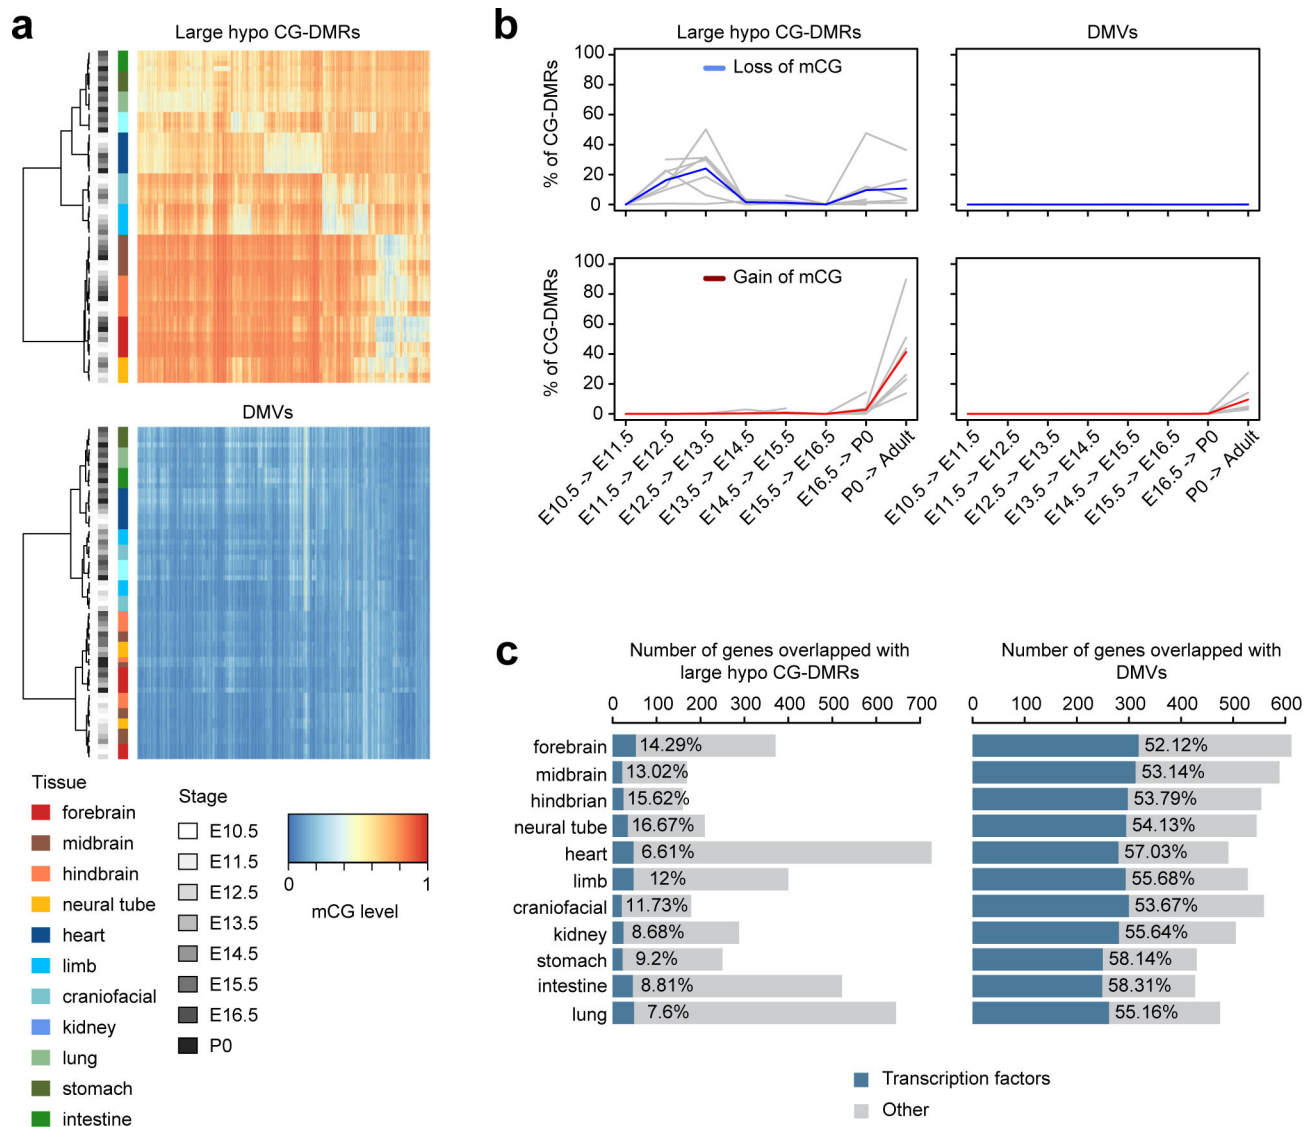 a
Large hypo CG-DMRs
DMVs
Tissue
forebrain
midbrain
hindbrain
neural tube
heart
limb
craniofacial
kidney
lung
stomach
intestine
Stage
E10.5
E11.5
E12.5
E13.5
E14.5
E15.5
E16.5
P0
0
1
mCG level
b
Large hypo CG-DMRs
DMVs
% of CG-DMRs
100
80
60
40
20
0
Loss of mCG
% of CG-DMRs
100
80
60
40
20
0
Gain of mCG
E10.5 -> E11.5
E11.5 -> E12.5
E12.5 -> E13.5
E13.5 -> E14.5
E14.5 -> E15.5
E15.5 -> E16.5
E16.5 -> P0
P0 -> Adult
E10.5 -> E11.5
E11.5 -> E12.5
E12.5 -> E13.5
E13.5 -> E14.5
E14.5 -> E15.5
E15.5 -> E16.5
E16.5 -> P0
P0 -> Adult
c
Number of genes overlapped with
large hypo CG-DMRs
0 100 200 300 400 500 600 700
Number of genes overlapped with
DMVs
0 100 200 300 400 500 600
forebrain 14.29% 52.12%
midbrain 13.02% 53.14%
hindbrian 15.62% 53.79%
neural tube 16.67% 54.13%
heart 6.61% 57.03%
limb 12% 55.68%
craniofacial 11.73% 53.67%
kidney 8.68% 55.64%
stomach 9.2% 58.14%
intestine 8.81% 58.31%
lung 7.6% 55.16%
Transcription factors
Other